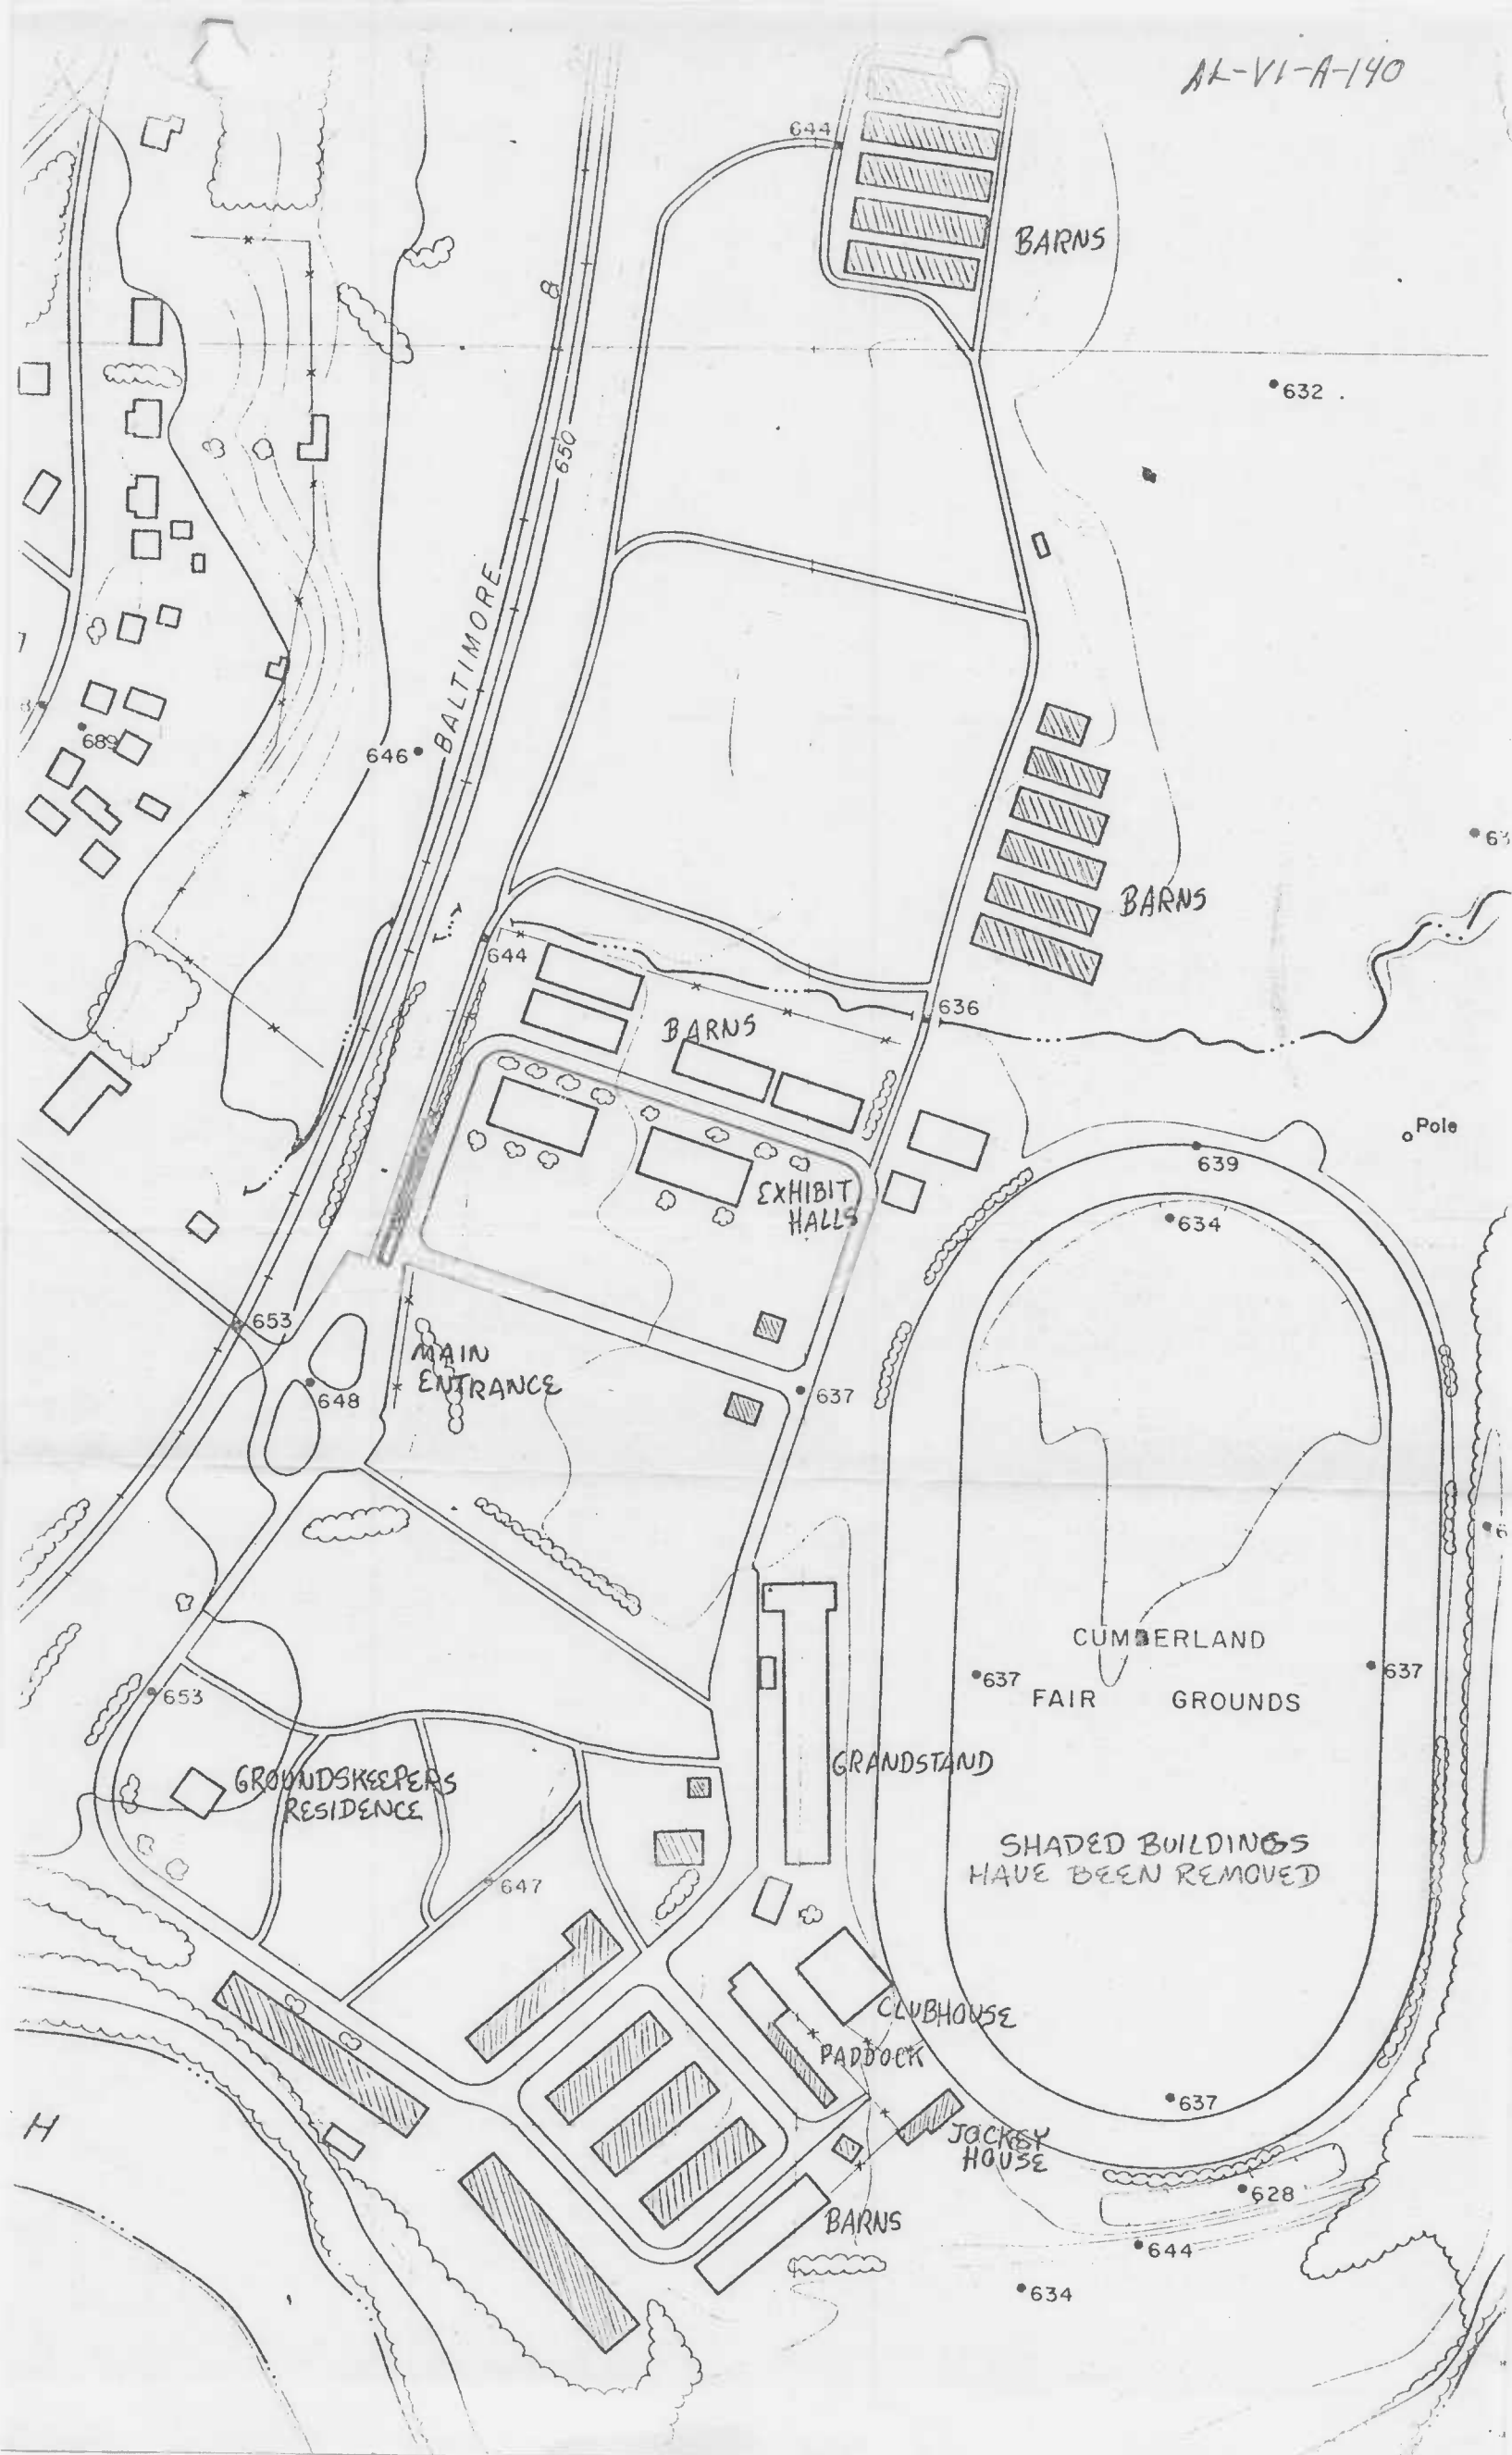 AL-VI-A-140
644
BARNS
632
&
650
BALTIMORE
689
646
BARNS
644
636
BARNS
Pole
639
634
EXHIBIT
HALLS
653
MAIN
ENTRANCE
648
637
CUMBERLAND
637
637
FAIR GROUNDS
653
GRANDSTAND
GROUNDSKEEPERS
RESIDENCE
SHADED BUILDINGS
HAVE BEEN REMOVED
647
CLUBHOUSE
PADDOCK
637
H
JOCKEY
HOUSE
628
BARNS
644
634